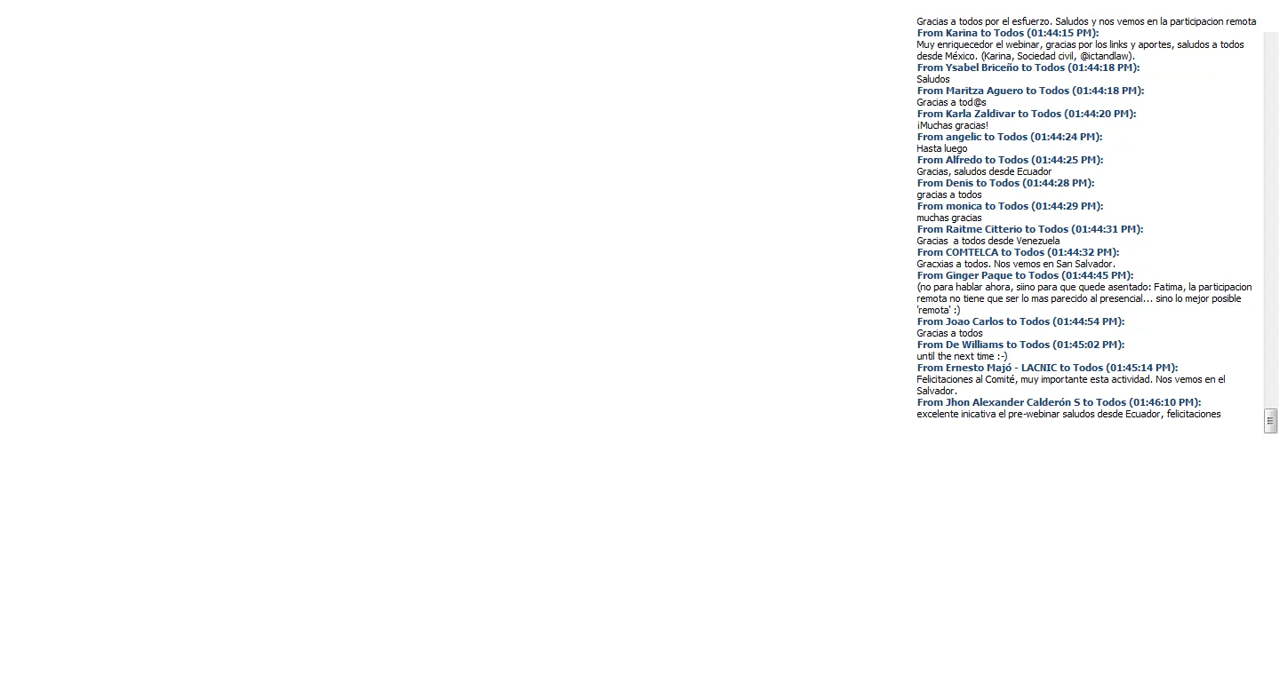 Gracias a todos por el esfuerzo. Saludos y nos vemos en la participacion remota
From Karina to Todos (01:44:15 PM):
Muy enriquecedor el webinar, gracias por los links y aportes, saludos a todos
desde México. (Karina, Sociedad civil, @ictandlaw).
From Ysabel Briceño to Todos (01:44:18 PM):
Saludos
From Maritza Aguero to Todos (01:44:18 PM):
Gracias a tod@s
From Karla Zaldivar to Todos (01:44:20 PM):
¡Muchas gracias!
From angelic to Todos (01:44:24 PM):
Hasta luego
From Alfredo to Todos (01:44:25 PM):
Gracias, saludos desde Ecuador
From Denis to Todos (01:44:28 PM):
gracias a todos
From monica to Todos (01:44:29 PM):
muchas gracias
From Raitme Citterio to Todos (01:44:31 PM):
Gracias  a todos desde Venezuela
From COMTELCA to Todos (01:44:32 PM):
Gracxias a todos. Nos vemos en San Salvador.
From Ginger Paque to Todos (01:44:45 PM):
(no para hablar ahora, siino para que quede asentado: Fatima, la participacion
remota no tiene que ser lo mas parecido al presencial... sino lo mejor posible
'remota' :)
From Joao Carlos to Todos (01:44:54 PM):
Gracias a todos
From De Williams to Todos (01:45:02 PM):
until the next time :-)
From Ernesto Majó - LACNIC to Todos (01:45:14 PM):
Felicitaciones al Comité, muy importante esta actividad. Nos vemos en el
Salvador.
From Jhon Alexander Calderón S to Todos (01:46:10 PM):
excelente inicativa el pre-webinar saludos desde Ecuador, felicitaciones